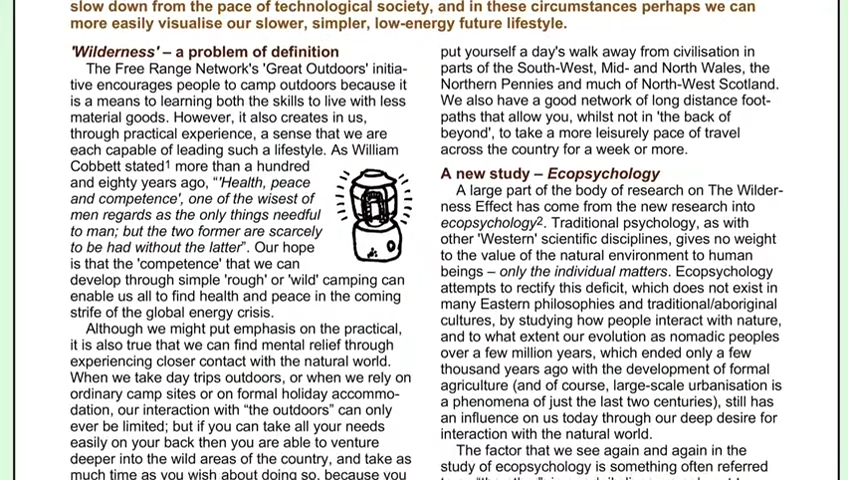 slow down from the pace of technological society, and in these circumstances perhaps we can
more easily visualise our slower, simpler, low-energy future lifestyle.
'Wilderness' – a problem of definition
The Free Range Network's 'Great Outdoors' initia-
tive encourages people to camp outdoors because it
is a means to learning both the skills to live with less
material goods. However, it also creates in us,
through practical experience, a sense that we are
each capable of leading such a lifestyle. As William
Cobbett stated1 more than a hundred
and eighty years ago, “'Health, peace
and competence', one of the wisest of
men regards as the only things needful
to man; but the two former are scarcely
to be had without the latter”. Our hope
is that the 'competence' that we can
develop through simple 'rough' or 'wild' camping can
enable us all to find health and peace in the coming
strife of the global energy crisis.
Although we might put emphasis on the practical,
it is also true that we can find mental relief through
experiencing closer contact with the natural world.
When we take day trips outdoors, or when we rely on
ordinary camp sites or on formal holiday accommo-
dation, our interaction with “the outdoors” can only
ever be limited; but if you can take all your needs
easily on your back then you are able to venture
deeper into the wild areas of the country, and take as
much time as you wish about doing so, because you
put yourself a day's walk away from civilisation in
parts of the South-West, Mid- and North Wales, the
Northern Pennies and much of North-West Scotland.
We also have a good network of long distance foot-
paths that allow you, whilst not in 'the back of
beyond', to take a more leisurely pace of travel
across the country for a week or more.
A new study – Ecopsychology
A large part of the body of research on The Wilder-
ness Effect has come from the new research into
ecopsychology2. Traditional psychology, as with
other 'Western' scientific disciplines, gives no weight
to the value of the natural environment to human
beings – only the individual matters. Ecopsychology
attempts to rectify this deficit, which does not exist in
many Eastern philosophies and traditional/aboriginal
cultures, by studying how people interact with nature,
and to what extent our evolution as nomadic peoples
over a few million years, which ended only a few
thousand years ago with the development of formal
agriculture (and of course, large-scale urbanisation is
a phenomena of just the last two centuries), still has
an influence on us today through our deep desire for
interaction with the natural world.
The factor that we see again and again in the
study of ecopsychology is something often referred